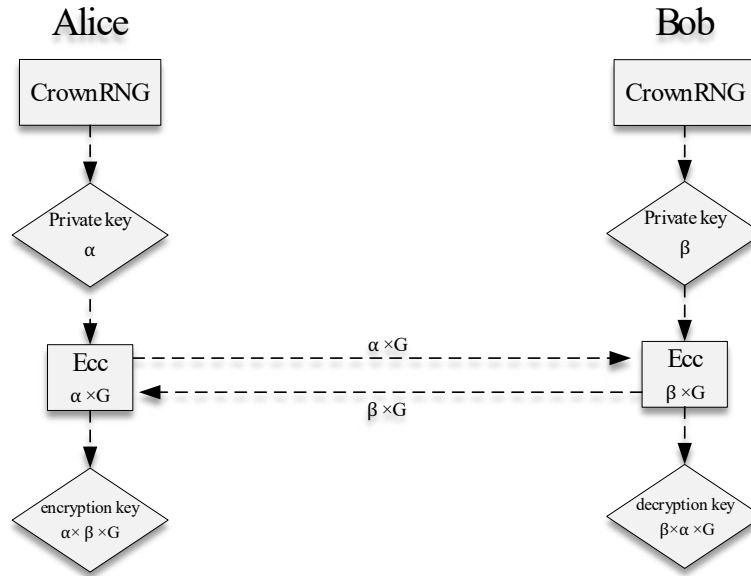 Alice
Bob
CrownRNG
CrownRNG
Private key
α
Private key
β
Ecc
α ×G
α ×G
β ×G
Ecc
β ×G
encryption key
α× β ×G
decryption key
β×α ×G